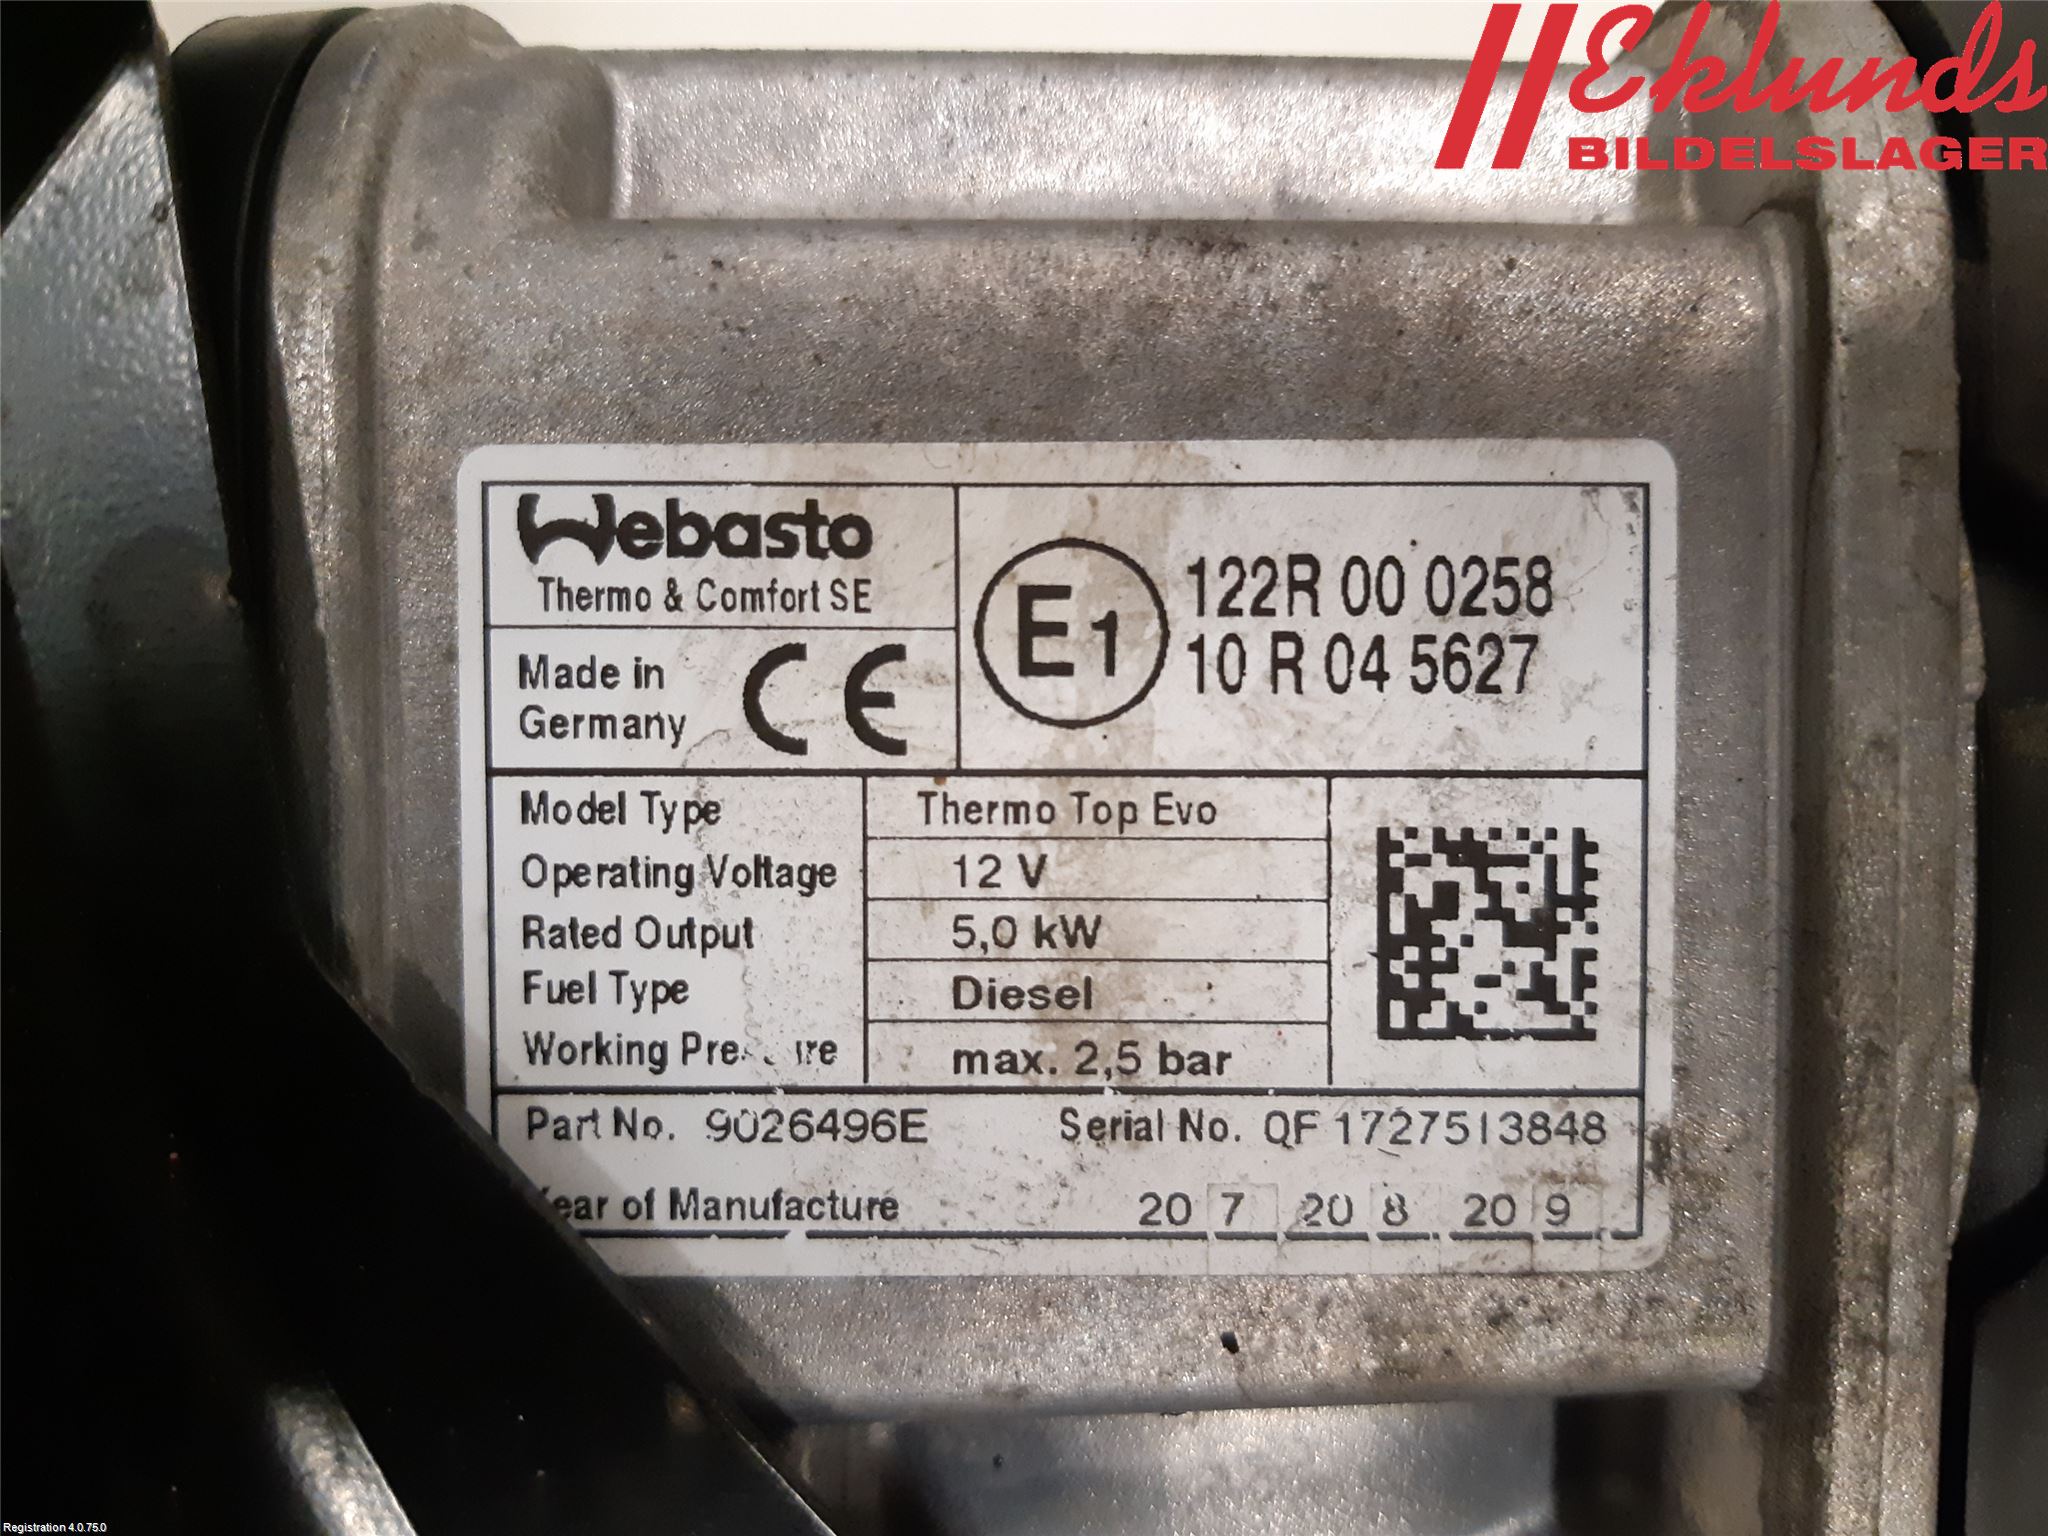 Eklunds
BILDELSLAGER
Webasto
Thermo & Comfort SE
Made in
Germany
CE
E1
122R 00 0258
10 R 04 5627
Model Type Thermo Top Evo
Operating Voltage 12 V
Rated Output 5,0 kW
Fuel Type Diesel
Working max. 2,5 bar
Part No. 9026496E Serial No. QF 1727513848
of Manufacture 20 7 20 8 20 9
Registration 4.0.75.0